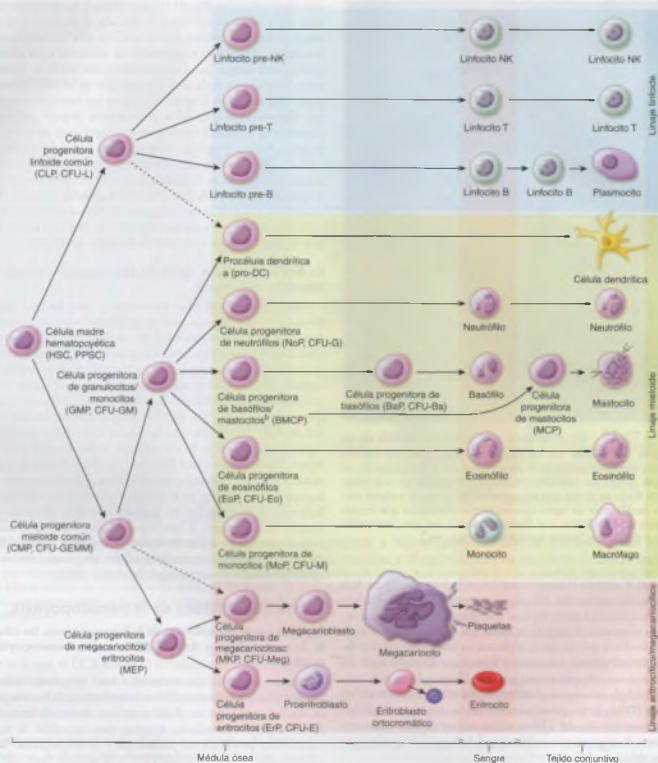 Linfocito pre-NK
Linfocito NK
Linfocito NK
Linfocito pre-T
Linfocito T
Linfocito T
Célula
progenitora
linfoide común
(CLP, CFU-L)
Linfocito pre-B
Linfocito B
Linfocito B
Plasmocito
Linaje linfoide
Procélula dendrítica
a (pro-DC)
Célula dendrítica
Célula madre
hematopoyética
(HSC, PPSC)
Célula progenitora
de neutrófilos (NoP, CFU-G)
Neutrófilo
Neutrófilo
Célula progenitora
de granulocitos/
monocitos
(GMP, CFU-GM)
Célula progenitora
de basófilos/
mastocitosᵇ (BMCP)
Célula progenitora de
basófilos (BaP, CFU-Ba)
Basófilo
Célula
progenitora
de mastocitos
(MCP)
Mastocito
Linaje mieloide
Célula progenitora
de eosinófilos
(EoP, CFU-Eo)
Eosinófilo
Eosinófilo
Célula progenitora
mieloide común
(CMP, CFU-GEMM)
Célula progenitora de
monocitos (MoP, CFU-M)
Monocito
Macrófago
Célula progenitora
de megacariocitos/
eritrocitos
(MEP)
Célula
progenitora de
megacariocitosc
(MKP, CFU-Meg)
Megacarioblasto
Megacariocito
Plaquetas
Célula
progenitora de
eritrocitos (ErP, CFU-E)
Proeritroblasto
Eritroblasto
ortocromático
Eritrocito
Linaje eritrocítico/megacariocítico
Médula ósea
Sangre
Tejido conjuntivo